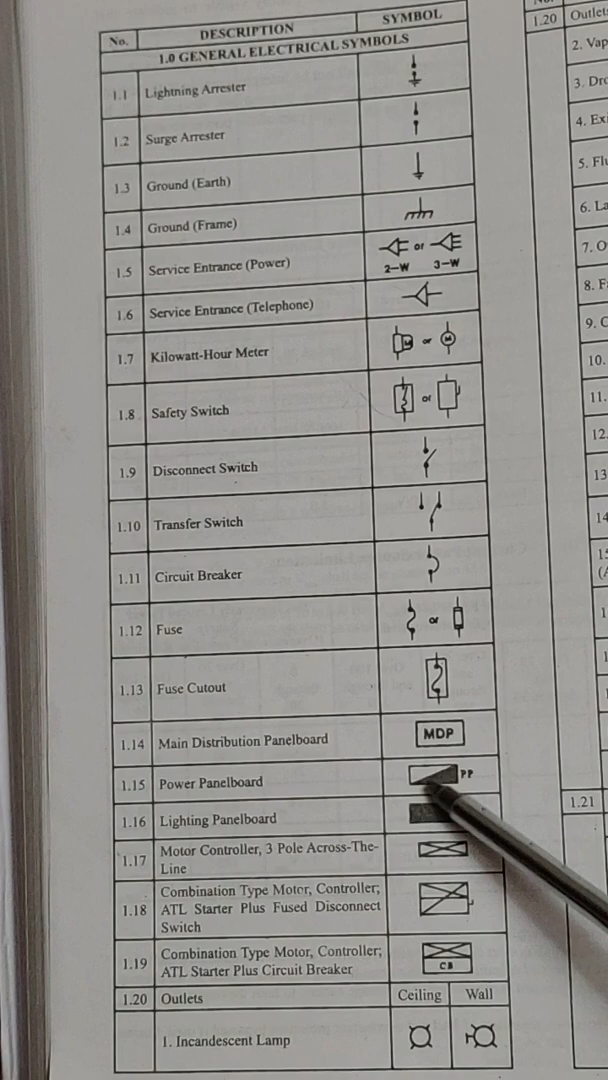 No. DESCRIPTION SYMBOL
1.0 GENERAL ELECTRICAL SYMBOLS
1.1 Lightning Arrester
1.2 Surge Arrester
1.3 Ground (Earth)
1.4 Ground (Frame)
1.5 Service Entrance (Power) or
2-W 3-W
1.6 Service Entrance (Telephone)
1.7 Kilowatt-Hour Meter M or M
1.8 Safety Switch or
1.9 Disconnect Switch
1.10 Transfer Switch
1.11 Circuit Breaker
1.12 Fuse or
1.13 Fuse Cutout
1.14 Main Distribution Panelboard MDP
1.15 Power Panelboard PP
1.16 Lighting Panelboard
1.17 Motor Controller, 3 Pole Across-The-
Line
1.18 Combination Type Motor, Controller,
ATL Starter Plus Fused Disconnect
Switch
1.19 Combination Type Motor, Controller,
ATL Starter Plus Circuit Breaker CB
1.20 Outlets Ceiling Wall
1. Incandescent Lamp
No.
1.20 Outlets
2. Vap
3. Dro
4. Exi
5. Flu
6. La
7. O
8. F
9. C
10.
11.
12.
13
14
1.21